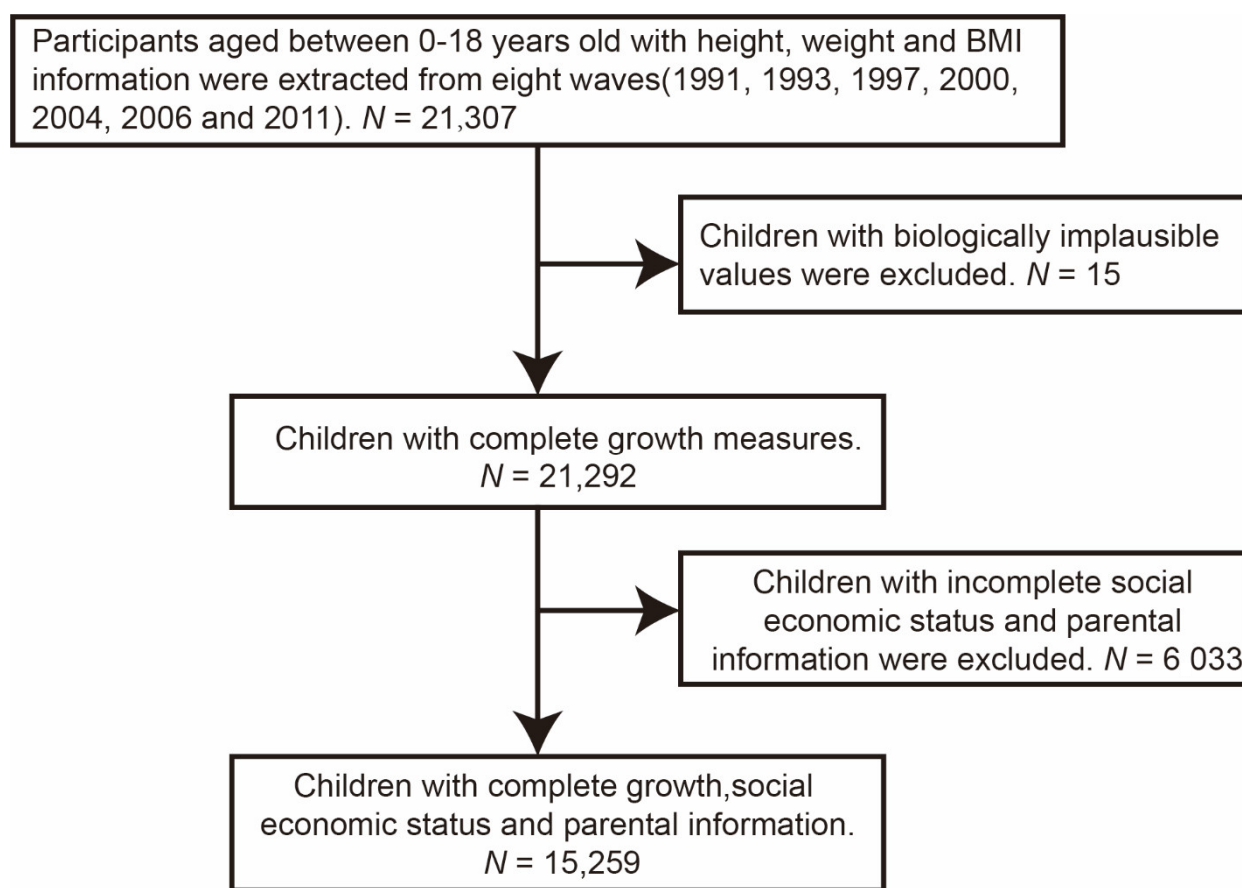 Participants aged between 0-18 years old with height, weight and BMI
information were extracted from eight waves(1991, 1993, 1997, 2000,
2004, 2006 and 2011). N = 21,307
Children with biologically implausible
values were excluded. N = 15
Children with complete growth measures.
N = 21,292
Children with incomplete social
economic status and parental
information were excluded. N = 6 033
Children with complete growth,social
economic status and parental information.
N = 15,259